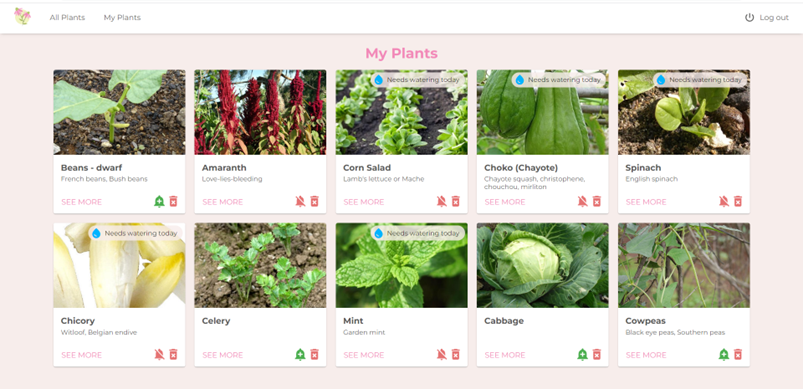 All Plants
My Plants
Log out
My Plants
Needs watering today
Needs watering today
Needs watering today
Beans - dwarf
French beans, Bush beans
SEE MORE
Amaranth
Love-lies-bleeding
SEE MORE
Corn Salad
Lamb's lettuce or Mache
SEE MORE
Choko (Chayote)
Chayote squash, christophene,
chouchou, mirliton
SEE MORE
Spinach
English spinach
SEE MORE
Needs watering today
Needs watering today
Chicory
Witloof, Belgian endive
SEE MORE
Celery
SEE MORE
Mint
Garden mint
SEE MORE
Cabbage
SEE MORE
Cowpeas
Black eye peas, Southern peas
SEE MORE